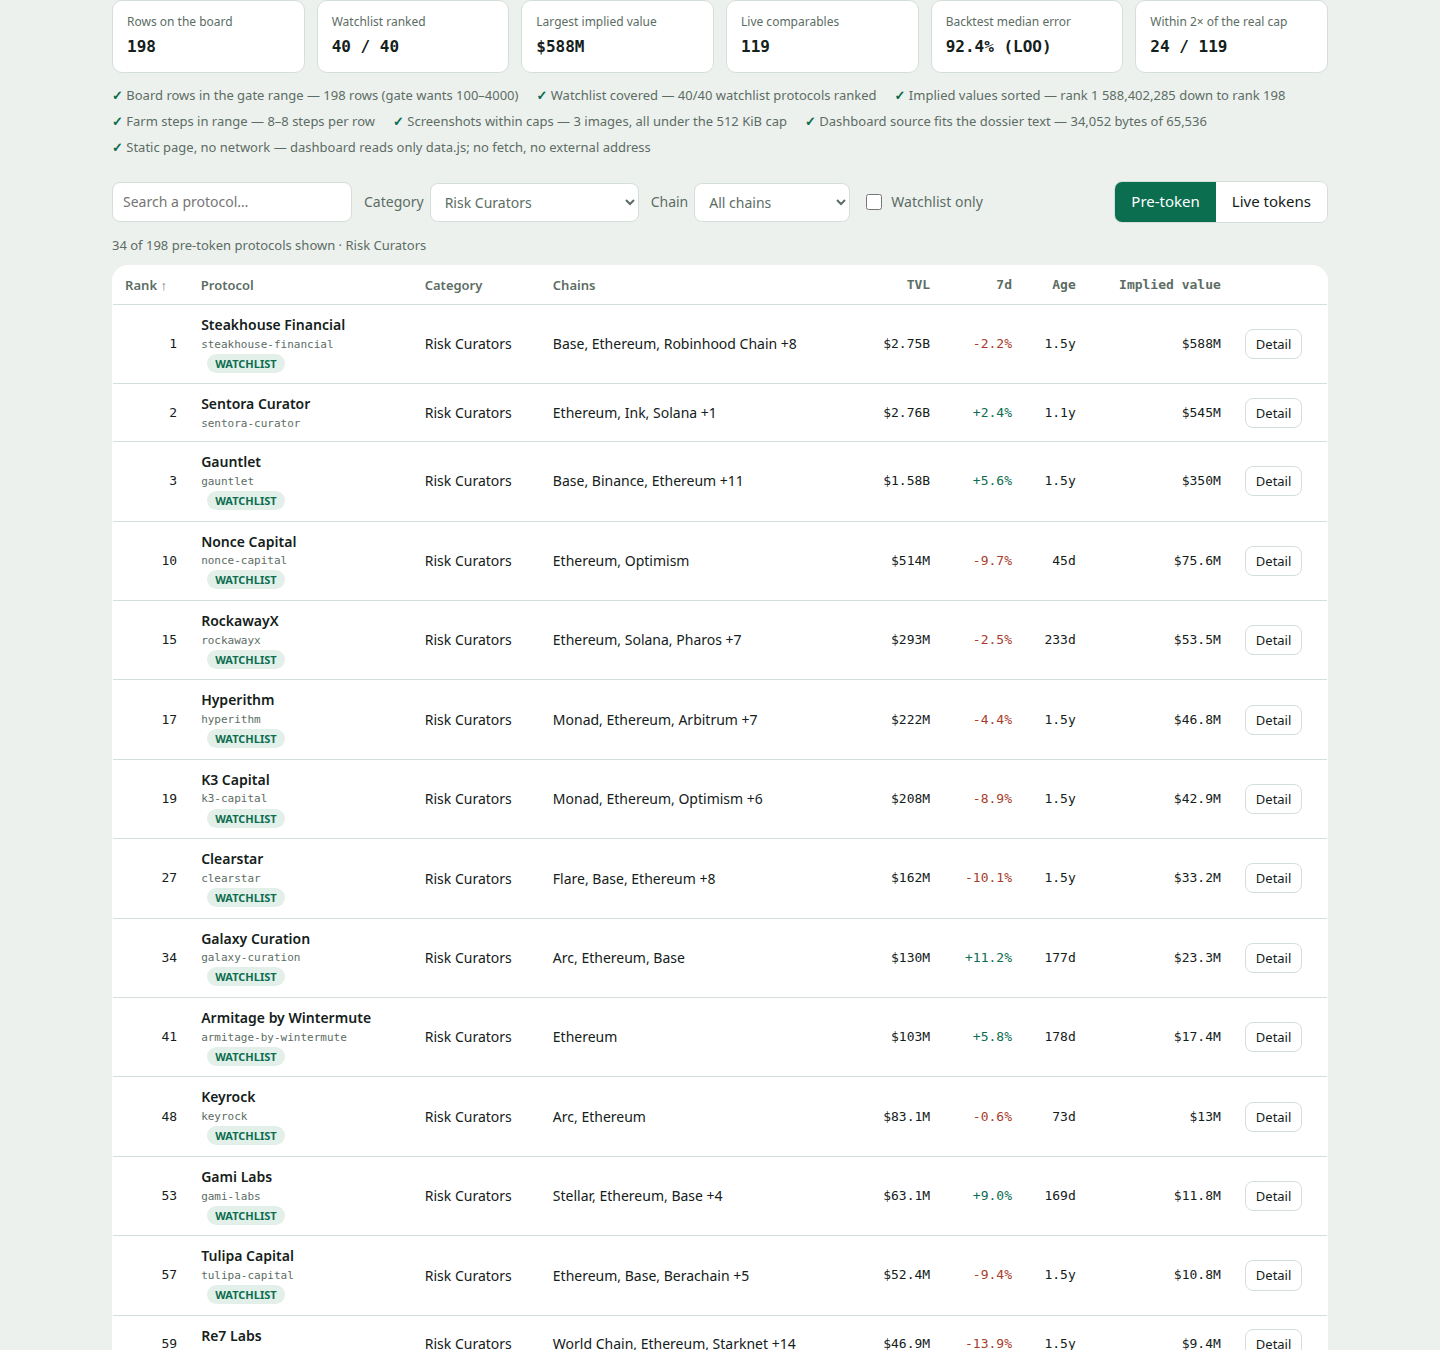 Rows on the board
198
Watchlist ranked
40 / 40
Largest implied value
$588M
Live comparables
119
Backtest median error
92.4% (LOO)
Within 2× of the real cap
24 / 119
✓ Board rows in the gate range — 198 rows (gate wants 100–4000) ✓ Watchlist covered — 40/40 watchlist protocols ranked ✓ Implied values sorted — rank 1 588,402,285 down to rank 198
✓ Farm steps in range — 8–8 steps per row ✓ Screenshots within caps — 3 images, all under the 512 KiB cap ✓ Dashboard source fits the dossier text — 34,052 bytes of 65,536
✓ Static page, no network — dashboard reads only data.js; no fetch, no external address
Search a protocol… Category Risk Curators Chain All chains Watchlist only Pre-token Live tokens
34 of 198 pre-token protocols shown · Risk Curators
Rank ↑ Protocol Category Chains TVL 7d Age Implied value
Steakhouse Financial
steakhouse-financial
WATCHLIST
1 Risk Curators Base, Ethereum, Robinhood Chain +8 $2.75B -2.2% 1.5y $588M Detail
Sentora Curator
sentora-curator
2 Risk Curators Ethereum, Ink, Solana +1 $2.76B +2.4% 1.1y $545M Detail
Gauntlet
gauntlet
WATCHLIST
3 Risk Curators Base, Binance, Ethereum +11 $1.58B +5.6% 1.5y $350M Detail
Nonce Capital
nonce-capital
WATCHLIST
10 Risk Curators Ethereum, Optimism $514M -9.7% 45d $75.6M Detail
RockawayX
rockawayx
WATCHLIST
15 Risk Curators Ethereum, Solana, Pharos +7 $293M -2.5% 233d $53.5M Detail
Hyperithm
hyperithm
WATCHLIST
17 Risk Curators Monad, Ethereum, Arbitrum +7 $222M -4.4% 1.5y $46.8M Detail
K3 Capital
k3-capital
WATCHLIST
19 Risk Curators Monad, Ethereum, Optimism +6 $208M -8.9% 1.5y $42.9M Detail
Clearstar
clearstar
WATCHLIST
27 Risk Curators Flare, Base, Ethereum +8 $162M -10.1% 1.5y $33.2M Detail
Galaxy Curation
galaxy-curation
WATCHLIST
34 Risk Curators Arc, Ethereum, Base $130M +11.2% 177d $23.3M Detail
Armitage by Wintermute
armitage-by-wintermute
WATCHLIST
41 Risk Curators Ethereum $103M +5.8% 178d $17.4M Detail
Keyrock
keyrock
WATCHLIST
48 Risk Curators Arc, Ethereum $83.1M -0.6% 73d $13M Detail
Gami Labs
gami-labs
WATCHLIST
53 Risk Curators Stellar, Ethereum, Base +4 $63.1M +9.0% 169d $11.8M Detail
Tulipa Capital
tulipa-capital
WATCHLIST
57 Risk Curators Ethereum, Base, Berachain +5 $52.4M -9.4% 1.5y $10.8M Detail
Re7 Labs
59 Risk Curators World Chain, Ethereum, Starknet +14 $46.9M -13.9% 1.5y $9.4M Detail